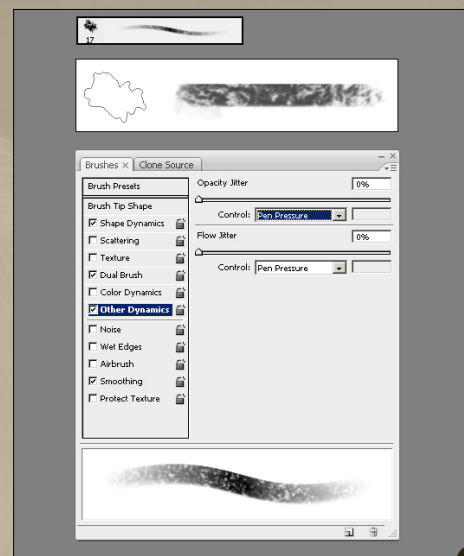 17
Brushes × Clone Source
Brush Presets
Brush Tip Shape
Shape Dynamics
Scattering
Texture
Dual Brush
Color Dynamics
Other Dynamics
Noise
Wet Edges
Airbrush
Smoothing
Protect Texture
Opacity Jitter 0%
Control: Pen Pressure
Flow Jitter 0%
Control: Pen Pressure